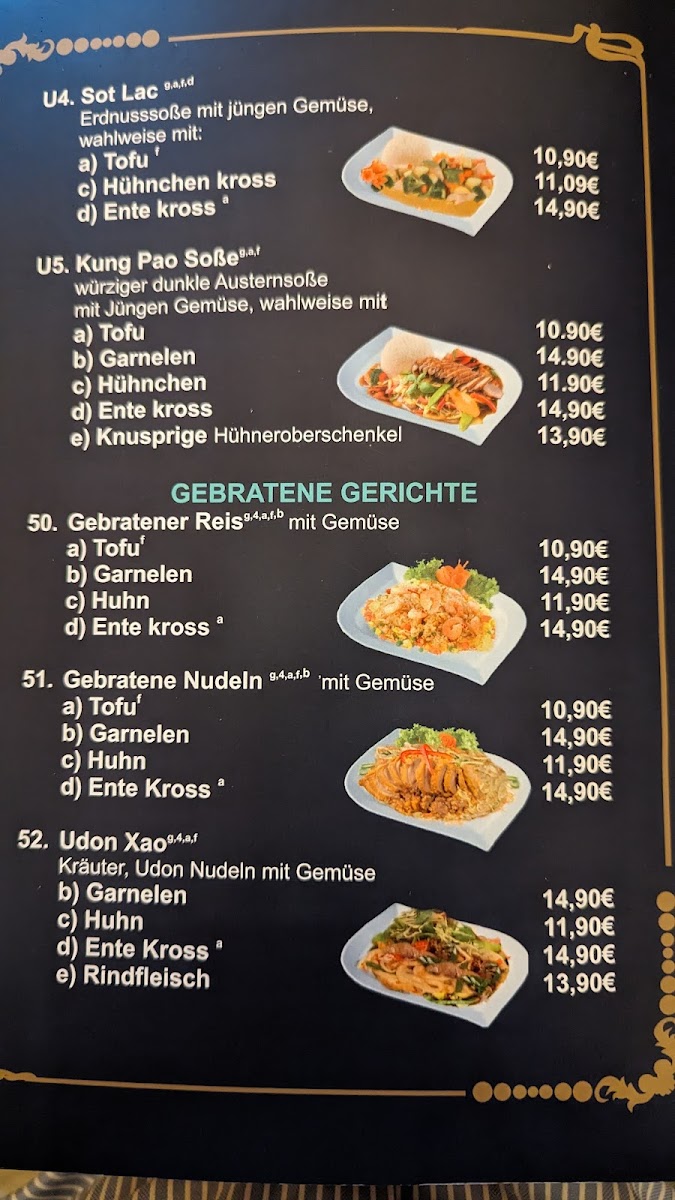 U4. Sot Lac g,a,f,d
Erdnusssoße mit jüngen Gemüse,
wahlweise mit:
a) Tofu f 10,90€
c) Hühnchen kross 11,09€
d) Ente kross a 14,90€
U5. Kung Pao Soße g,a,f
würziger dunkle Austernsoße
mit Jüngen Gemüse, wahlweise mit
a) Tofu 10.90€
b) Garnelen 14.90€
c) Hühnchen 11.90€
d) Ente kross 14,90€
e) Knusprige Hühneroberschenkel 13,90€
GEBRATENE GERICHTE
50. Gebratener Reis g,4,a,f,b mit Gemüse
a) Tofu f 10,90€
b) Garnelen 14,90€
c) Huhn 11,90€
d) Ente kross a 14,90€
51. Gebratene Nudeln g,4,a,f,b mit Gemüse
a) Tofu f 10,90€
b) Garnelen 14,90€
c) Huhn 11,90€
d) Ente Kross a 14,90€
52. Udon Xao g,4,a,f
Kräuter, Udon Nudeln mit Gemüse
b) Garnelen 14,90€
c) Huhn 11,90€
d) Ente Kross a 14,90€
e) Rindfleisch 13,90€